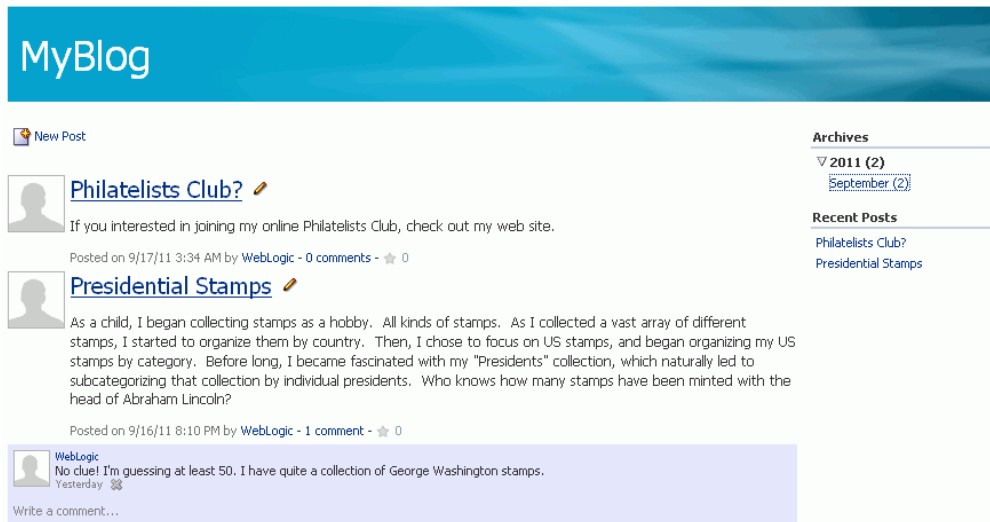 MyBlog
New Post
Philatelists Club?
If you interested in joining my online Philatelists Club, check out my web site.
Posted on 9/17/11 3:34 AM by WebLogic - 0 comments - 0
Presidential Stamps
As a child, I began collecting stamps as a hobby. All kinds of stamps. As I collected a vast array of different
stamps, I started to organize them by country. Then, I chose to focus on US stamps, and began organizing my US
stamps by category. Before long, I became fascinated with my "Presidents" collection, which naturally led to
subcategorizing that collection by individual presidents. Who knows how many stamps have been minted with the
head of Abraham Lincoln?
Posted on 9/16/11 8:10 PM by WebLogic - 1 comment - 0
WebLogic
No clue! I'm guessing at least 50. I have quite a collection of George Washington stamps.
Yesterday
Write a comment...
Archives
2011 (2)
September (2)
Recent Posts
Philatelists Club?
Presidential Stamps